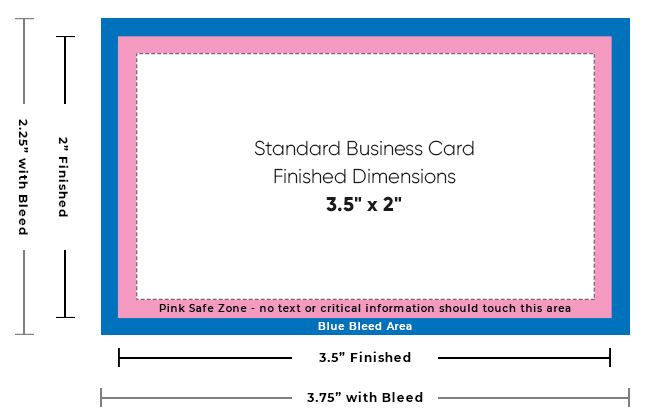 2.25” with Bleed
2” Finished
Standard Business Card
Finished Dimensions
3.5" x 2"
Pink Safe Zone - no text or critical information should touch this area
Blue Bleed Area
3.5” Finished
3.75” with Bleed